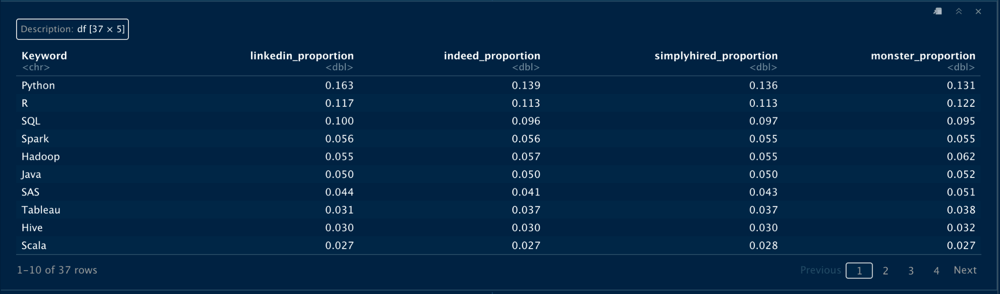 Description: df [37 × 5]
Keyword linkedin_proportion indeed_proportion simplyhired_proportion monster_proportion
<chr> <dbl> <dbl> <dbl> <dbl>
Python 0.163 0.139 0.136 0.131
R 0.117 0.113 0.113 0.122
SQL 0.100 0.096 0.097 0.095
Spark 0.056 0.056 0.055 0.055
Hadoop 0.055 0.057 0.055 0.062
Java 0.050 0.050 0.050 0.052
SAS 0.044 0.041 0.043 0.051
Tableau 0.031 0.037 0.037 0.038
Hive 0.030 0.030 0.030 0.032
Scala 0.027 0.027 0.028 0.027
1-10 of 37 rows Previous 1 2 3 4 Next